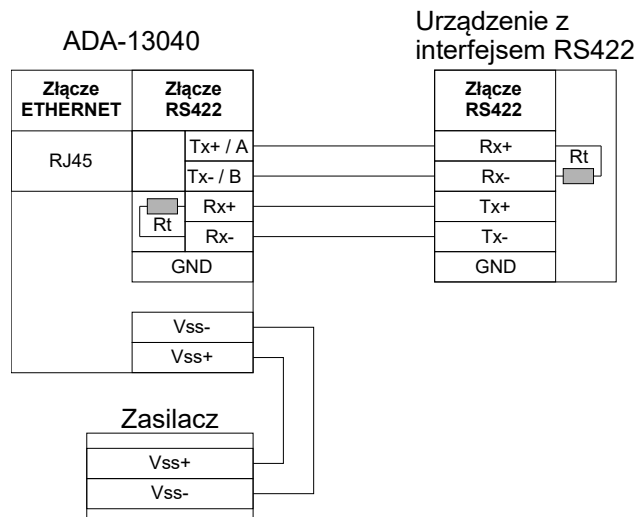 ADA-13040
Urządzenie z
interfejsem RS422
Złącze
ETHERNET
Złącze
RS422
Złącze
RS422
RJ45
Tx+ / A
Tx- / B
Rx+
Rx-
Rt
GND
Rx+
Rx-
Tx+
Tx-
Rt
GND
Vss-
Vss+
Zasilacz
Vss+
Vss-